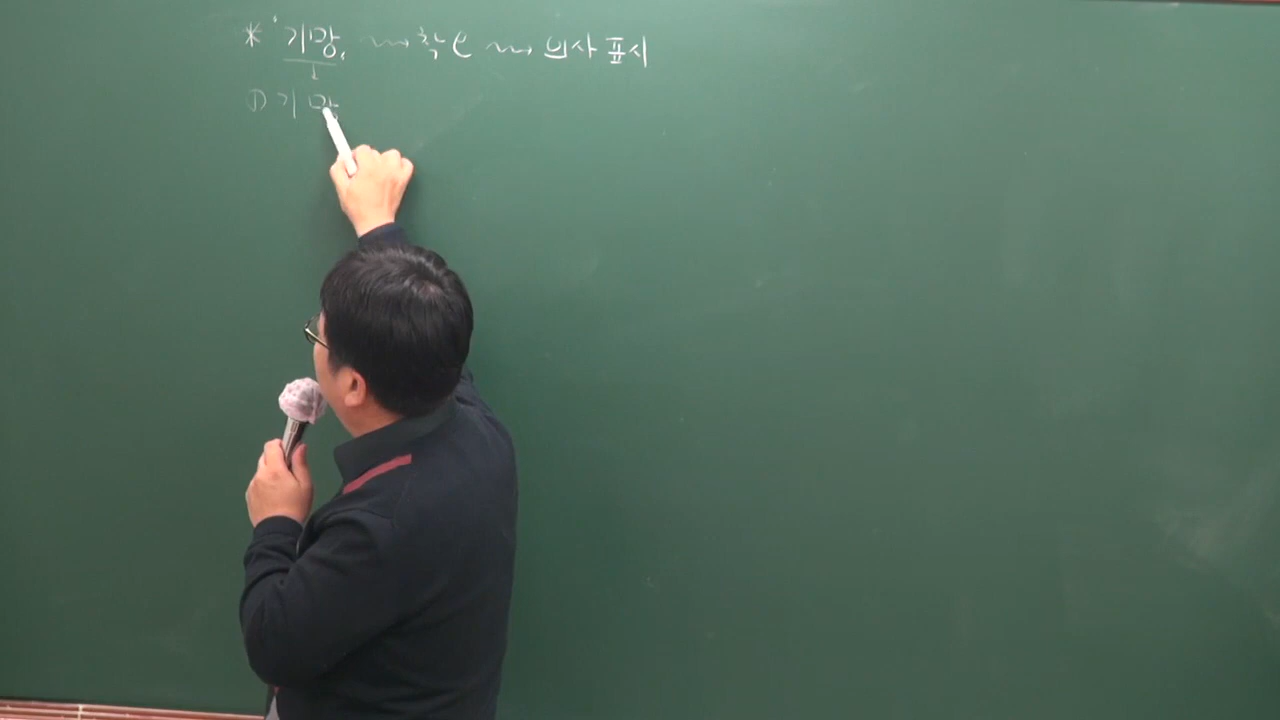 * '기망, ⇝ 착오 ⇝ 의사표시
① 기망